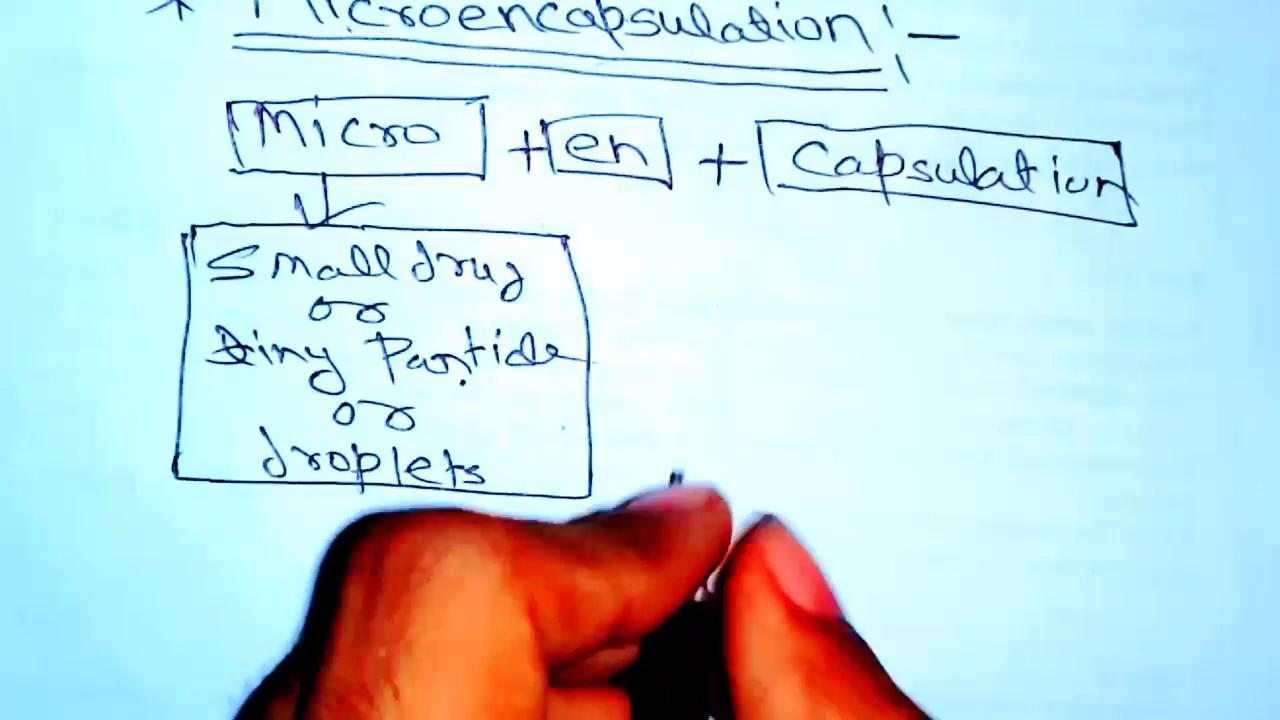 * Microencapsulation :-
Micro + en + Capsulation
Small drug
or
tiny Particle
or
droplets